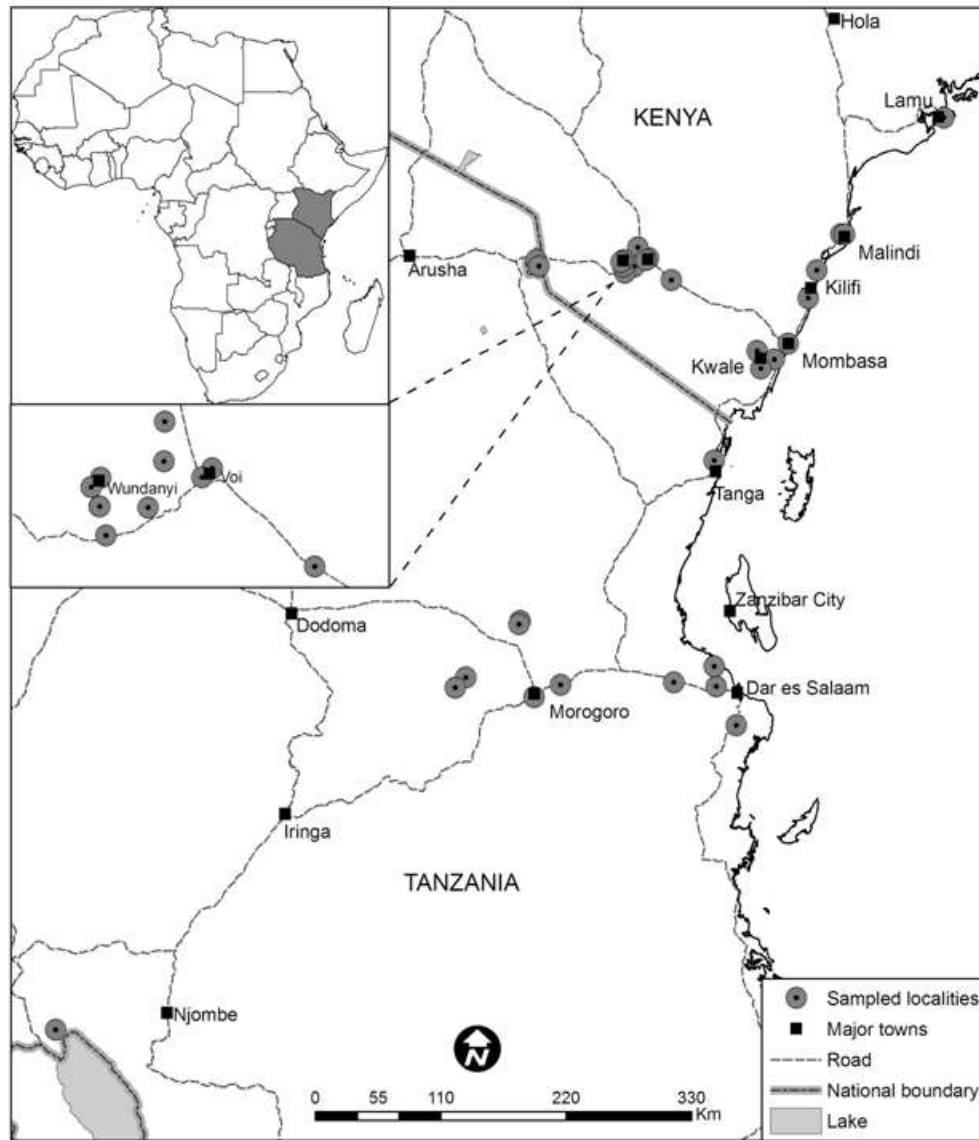 Hola
Lamu
KENYA
Malindi
Arusha
Kilifi
Kwale
Mombasa
Wundanyi
Voi
Tanga
Zanzibar City
Dodoma
Dar es Salaam
Morogoro
Iringa
TANZANIA
Njombe
N
0 55 110 220 330
Km
Sampled localities
Major towns
Road
National boundary
Lake